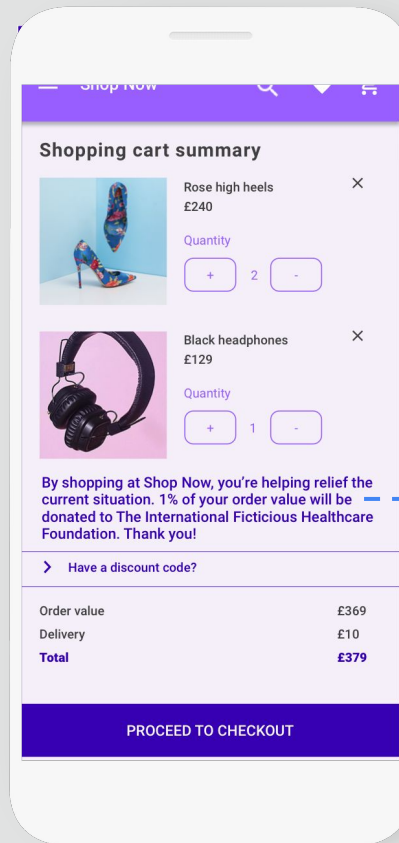 Shop Now
Shopping cart summary
Rose high heels
£240
Quantity
+ 2 -
Black headphones
£129
Quantity
+ 1 -
By shopping at Shop Now, you’re helping relief the
current situation. 1% of your order value will be
donated to The International Ficticious Healthcare
Foundation. Thank you!
Have a discount code?
Order value £369
Delivery £10
Total £379
PROCEED TO CHECKOUT